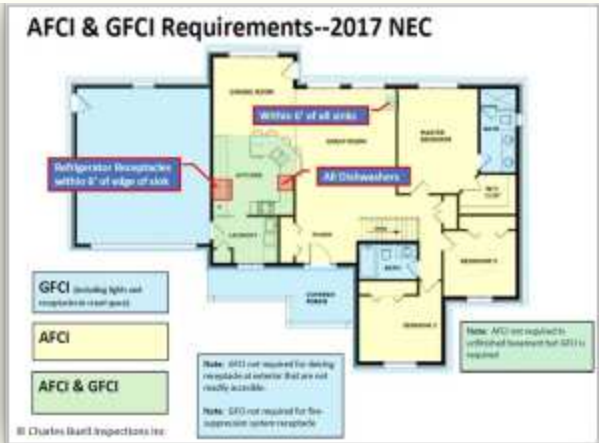 AFCI & GFCI Requirements--2017 NEC
DINING ROOM
Within 6' of all sinks
GREAT ROOM
MASTER
BEDROOM
BATH
Refrigerator Receptacles
within 6' of edge of sink
KITCHEN
All Dishwashers
LAUNDRY
FOYER
BATH
COVERED
PORCH
GFCI (including lights and
receptacles in crawl space)
AFCI
AFCI & GFCI
Note: AFCI not required in
unfinished basement but GFCI is
required
Note: GFCI not required for deicing
receptacle at exterior that are not
readily accessible.
Note: GFCI not required for fire
suppression system receptacle
Charles Buell Inspections Inc